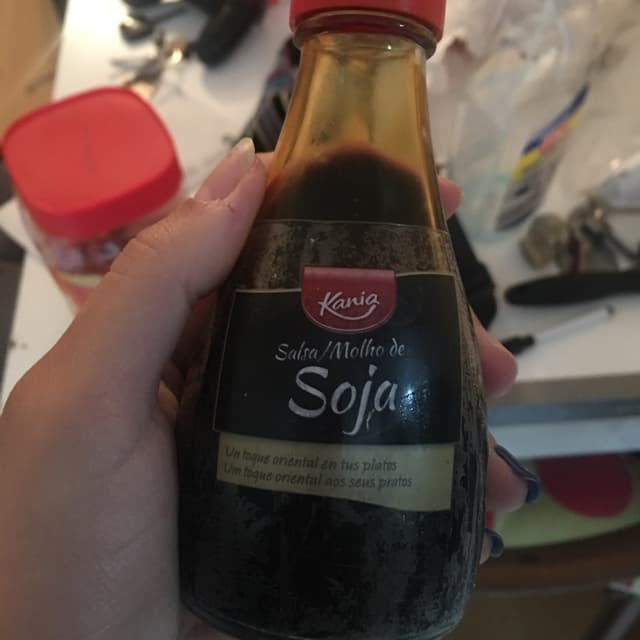 Kania
Salsa/Molho de
Soja
Un toque oriental en tus platos
Um toque oriental aos seus pratos